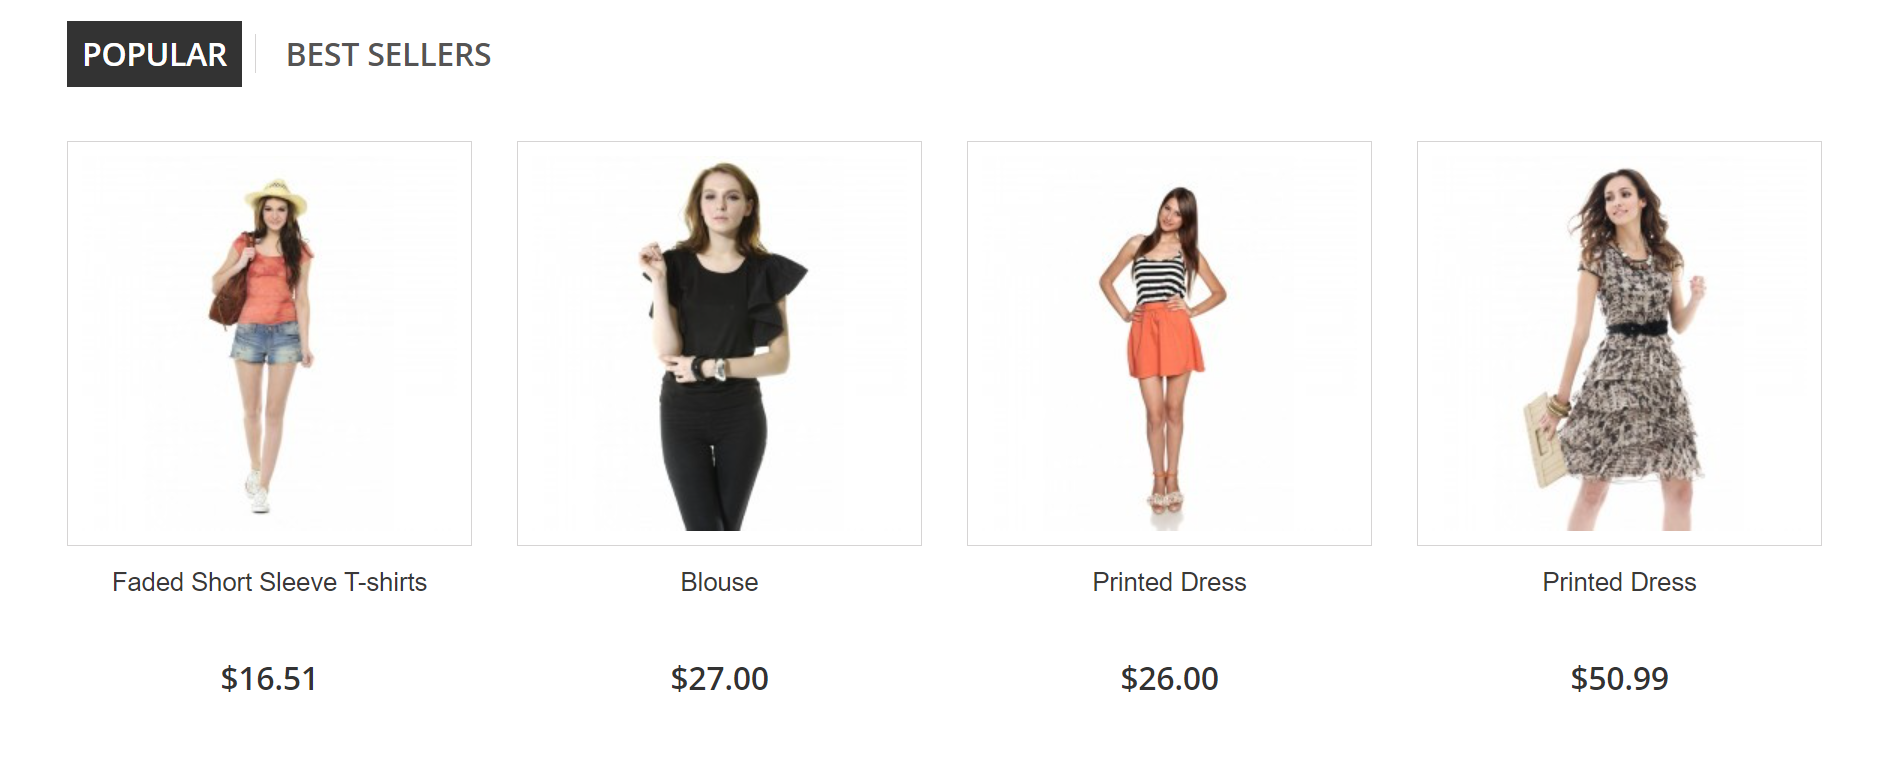 POPULAR
BEST SELLERS
Faded Short Sleeve T-shirts
Blouse
Printed Dress
Printed Dress
$16.51
$27.00
$26.00
$50.99